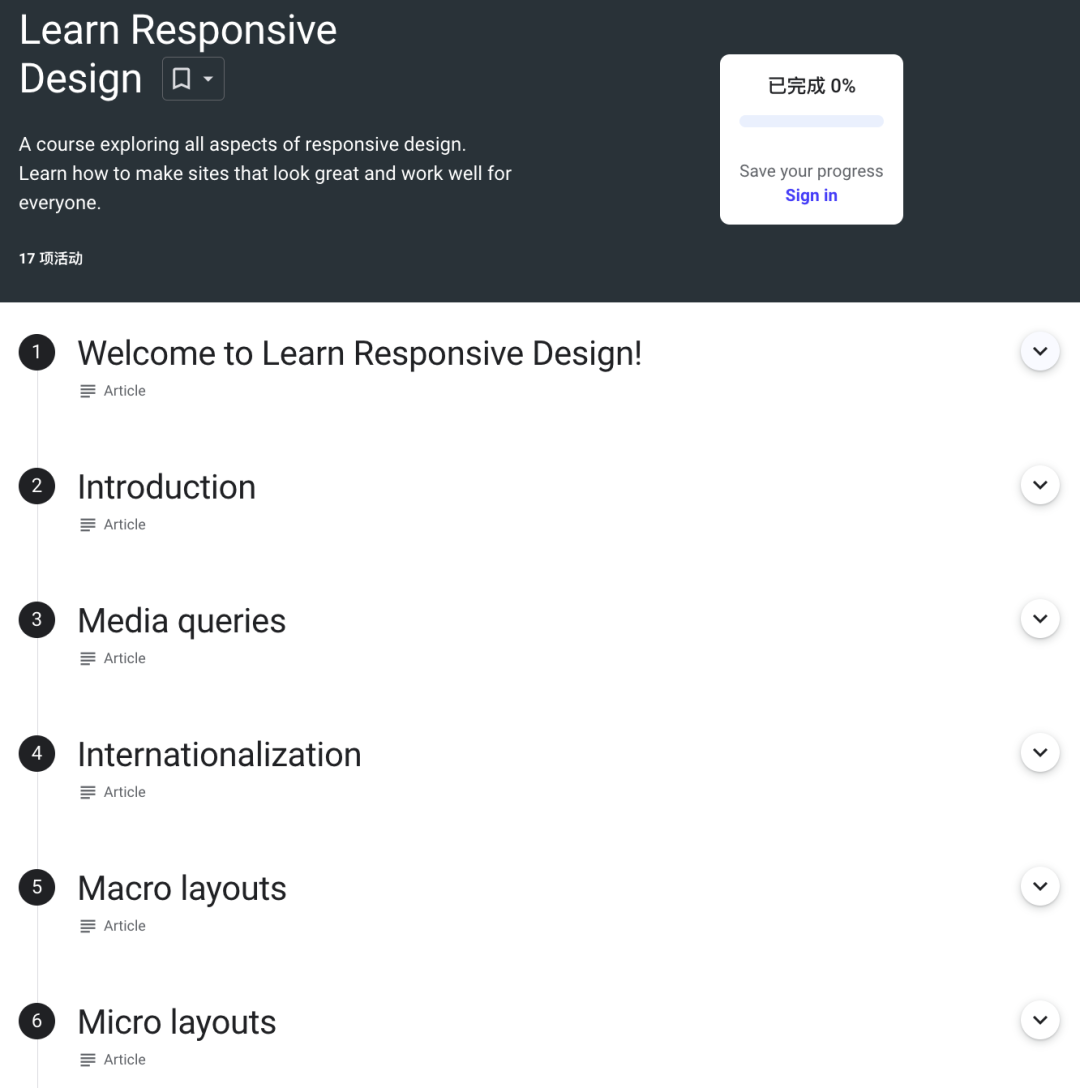 Learn Responsive
Design
A course exploring all aspects of responsive design.
Learn how to make sites that look great and work well for
everyone.
17 项活动
已完成 0%
Save your progress
Sign in
1 Welcome to Learn Responsive Design!
Article
2 Introduction
Article
3 Media queries
Article
4 Internationalization
Article
5 Macro layouts
Article
6 Micro layouts
Article